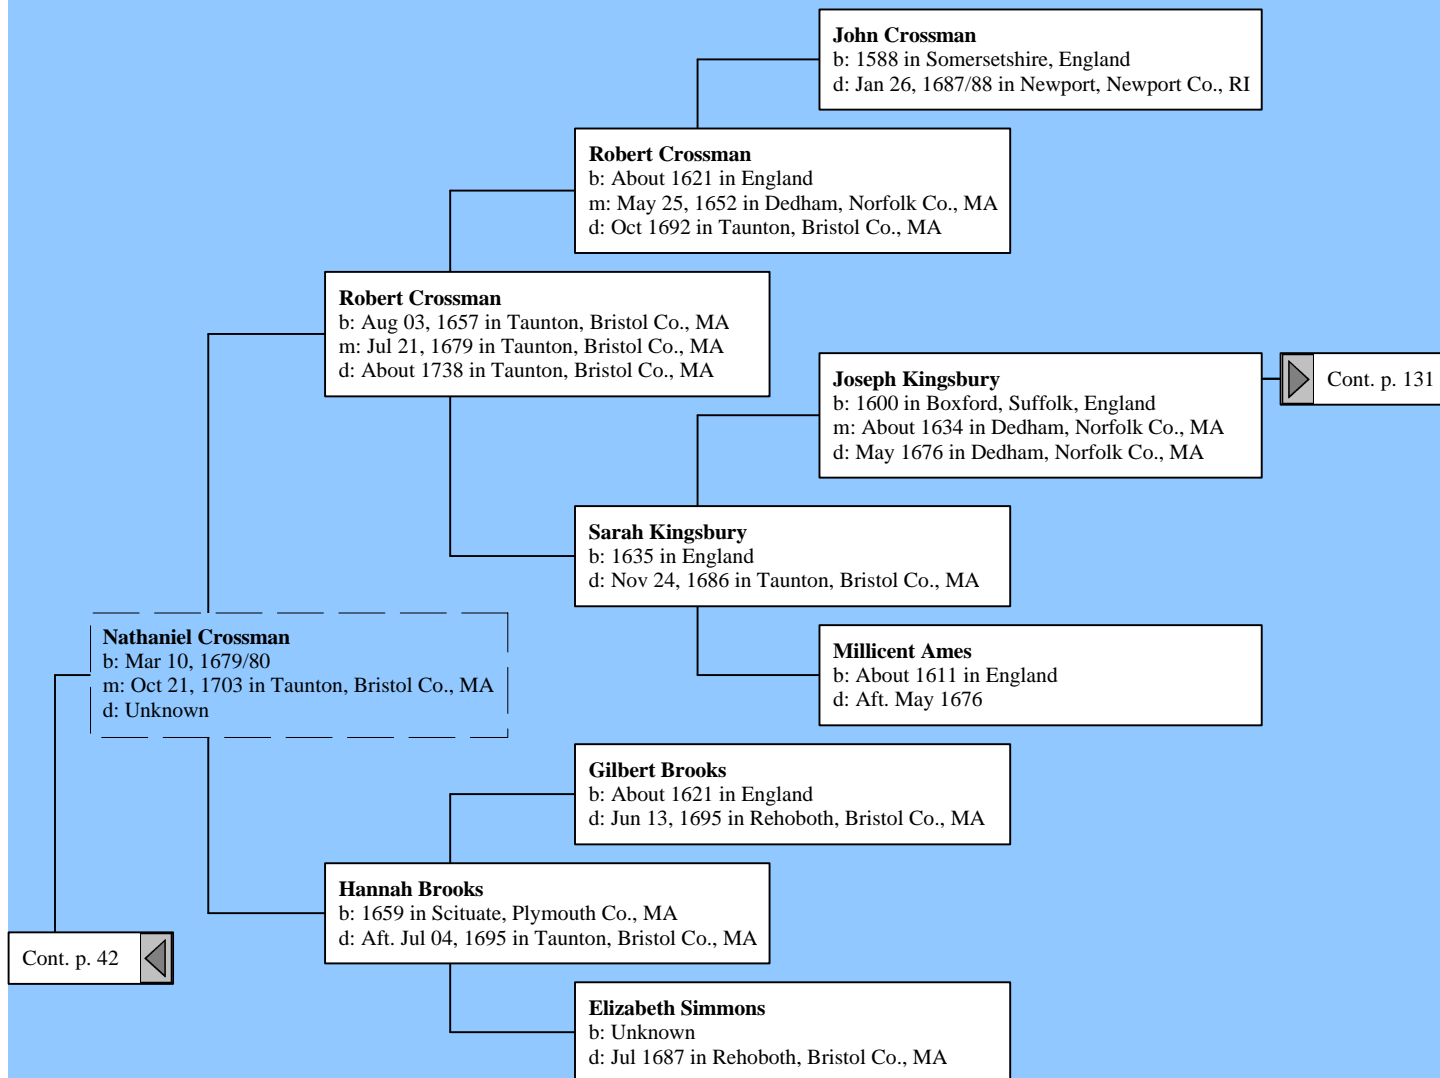 John Crossman
b: 1588 in Somersetshire, England
d: Jan 26, 1687/88 in Newport, Newport Co., RI
Robert Crossman
b: About 1621 in England
m: May 25, 1652 in Dedham, Norfolk Co., MA
d: Oct 1692 in Taunton, Bristol Co., MA
Robert Crossman
b: Aug 03, 1657 in Taunton, Bristol Co., MA
m: Jul 21, 1679 in Taunton, Bristol Co., MA
d: About 1738 in Taunton, Bristol Co., MA
Joseph Kingsbury
b: 1600 in Boxford, Suffolk, England
m: About 1634 in Dedham, Norfolk Co., MA
d: May 1676 in Dedham, Norfolk Co., MA
Cont. p. 131
Sarah Kingsbury
b: 1635 in England
d: Nov 24, 1686 in Taunton, Bristol Co., MA
Nathaniel Crossman
b: Mar 10, 1679/80
m: Oct 21, 1703 in Taunton, Bristol Co., MA
d: Unknown
Millicent Ames
b: About 1611 in England
d: Aft. May 1676
Gilbert Brooks
b: About 1621 in England
d: Jun 13, 1695 in Rehoboth, Bristol Co., MA
Hannah Brooks
b: 1659 in Scituate, Plymouth Co., MA
d: Aft. Jul 04, 1695 in Taunton, Bristol Co., MA
Cont. p. 42
Elizabeth Simmons
b: Unknown
d: Jul 1687 in Rehoboth, Bristol Co., MA